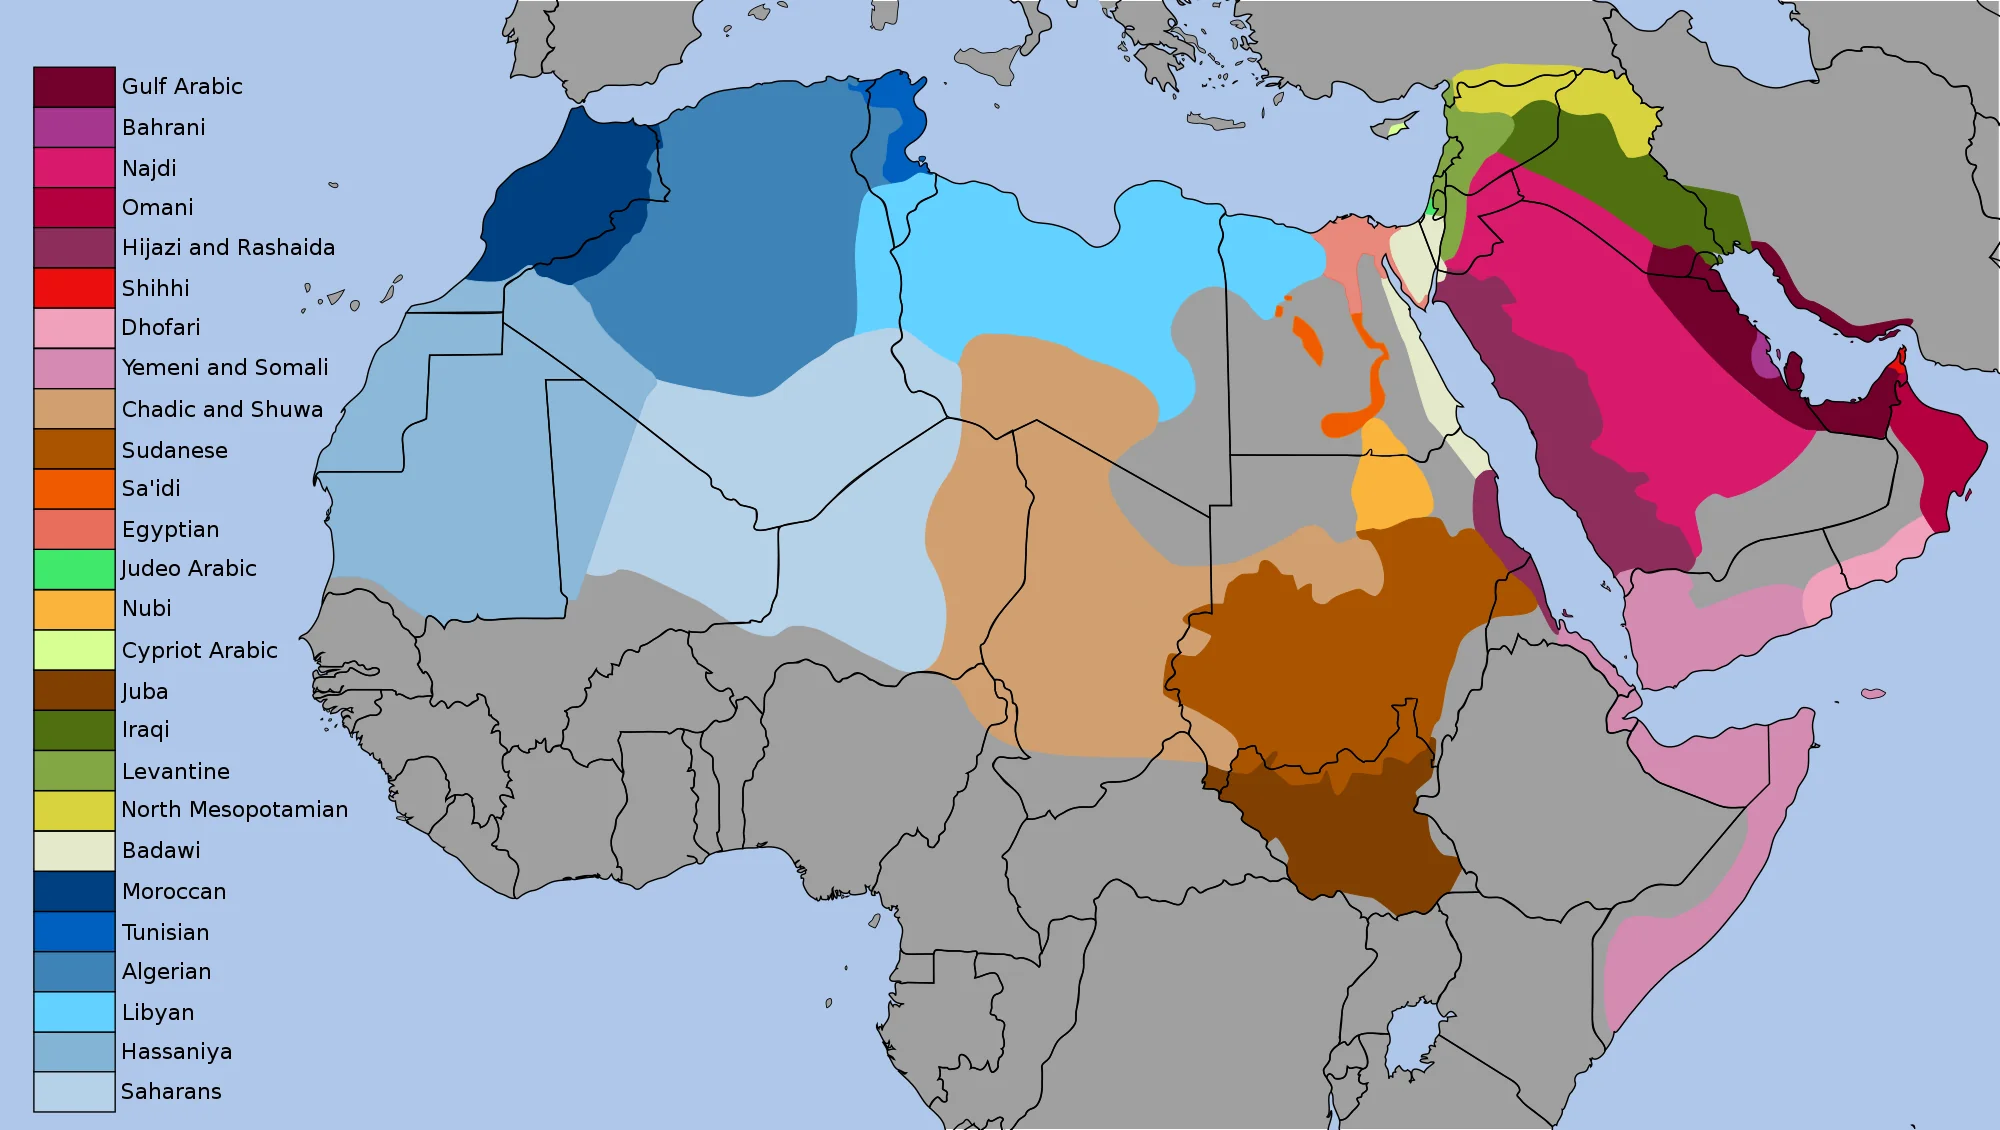 Gulf Arabic
Bahrani
Najdi
Omani
Hijazi and Rashaida
Shihhi
Dhofari
Yemeni and Somali
Chadic and Shuwa
Sudanese
Sa'idi
Egyptian
Judeo Arabic
Nubi
Cypriot Arabic
Juba
Iraqi
Levantine
North Mesopotamian
Badawi
Moroccan
Tunisian
Algerian
Libyan
Hassaniya
Saharans